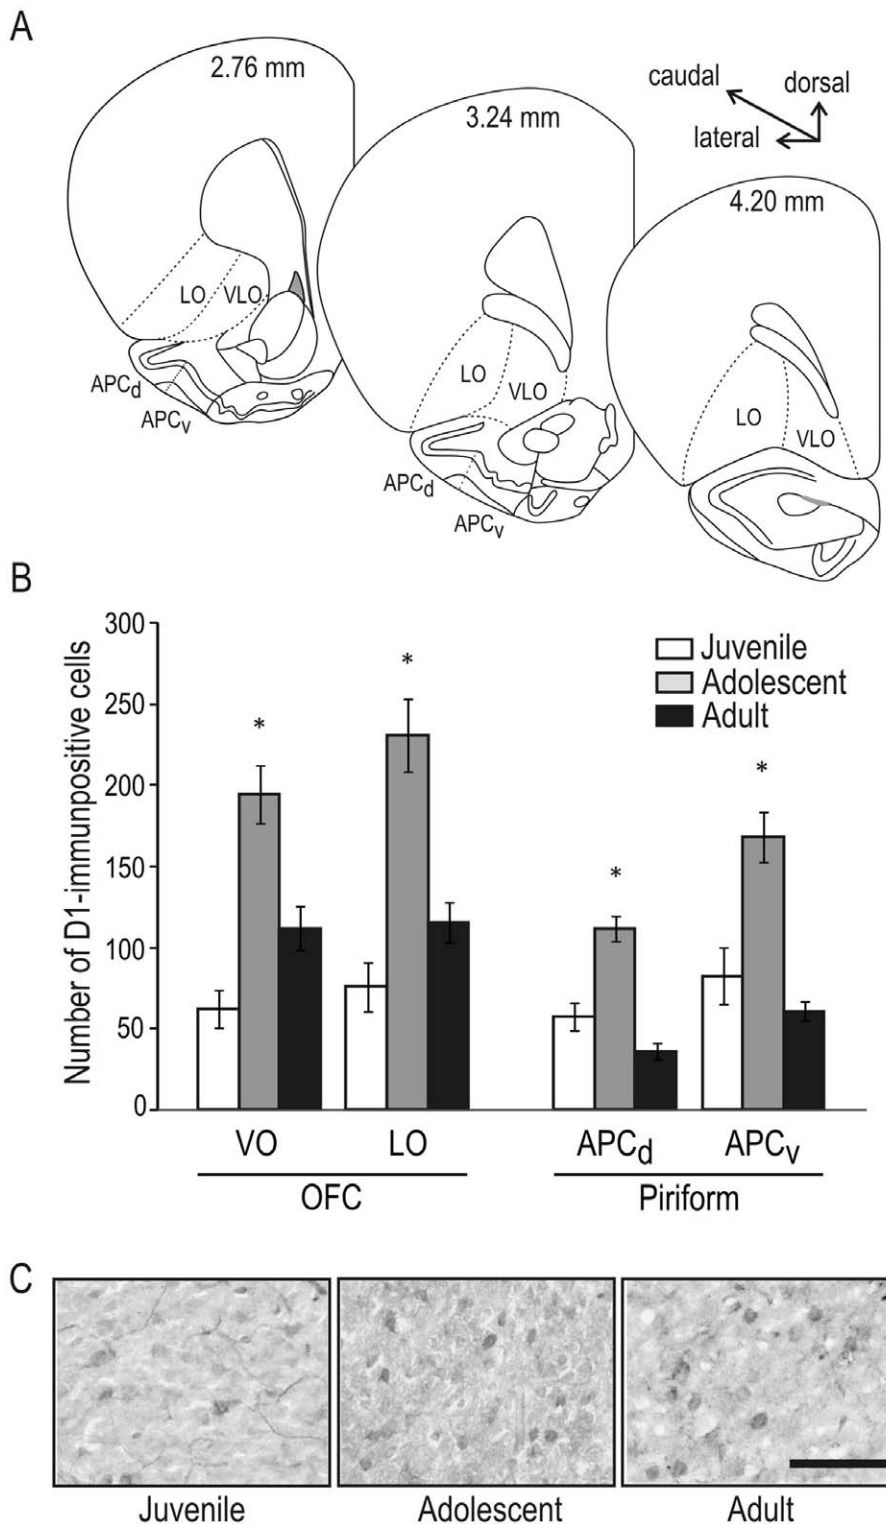 A
2.76 mm
3.24 mm
4.20 mm
caudal
dorsal
lateral
LO
VLO
APCd
APCv
LO
VLO
APCd
APCv
LO
VLO
B
Number of D1-immunpositive cells
300
250
200
150
100
50
0
Juvenile
Adolescent
Adult
*
*
*
*
VO
LO
APCd
APCv
OFC
Piriform
C
Juvenile
Adolescent
Adult